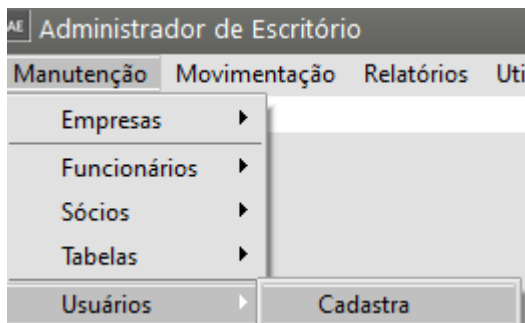 AE Administrador de Escritório
Manutenção Movimentação Relatórios
Empresas
Funcionários
Sócios
Tabelas
Usuários Cadastra